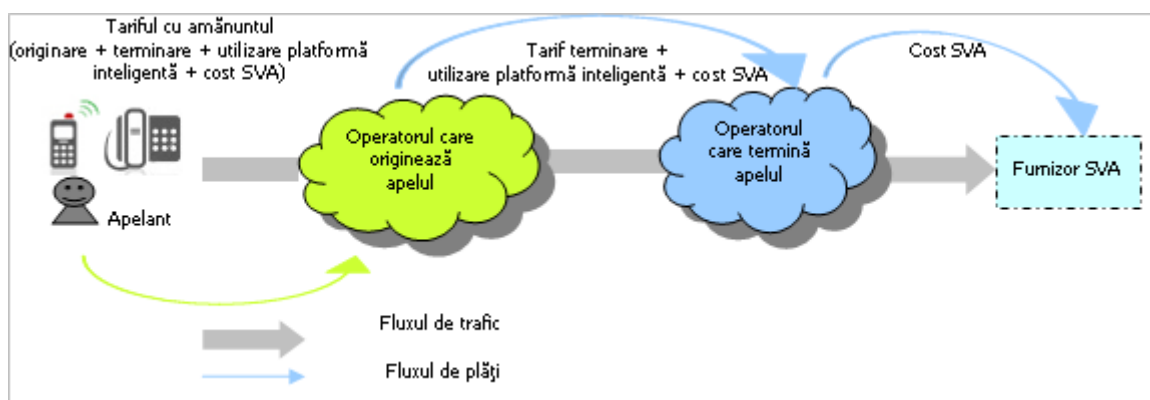 Tariful cu amănuntul
(originare + terminare + utilizare platformă
inteligentă + cost SVA)
Tarif terminare +
utilizare platformă inteligentă + cost SVA
Cost SVA
Operatorul care
originează
apelul
Operatorul
care termină
apelul
Furnizor SVA
Apelant
Fluxul de trafic
Fluxul de plăţi